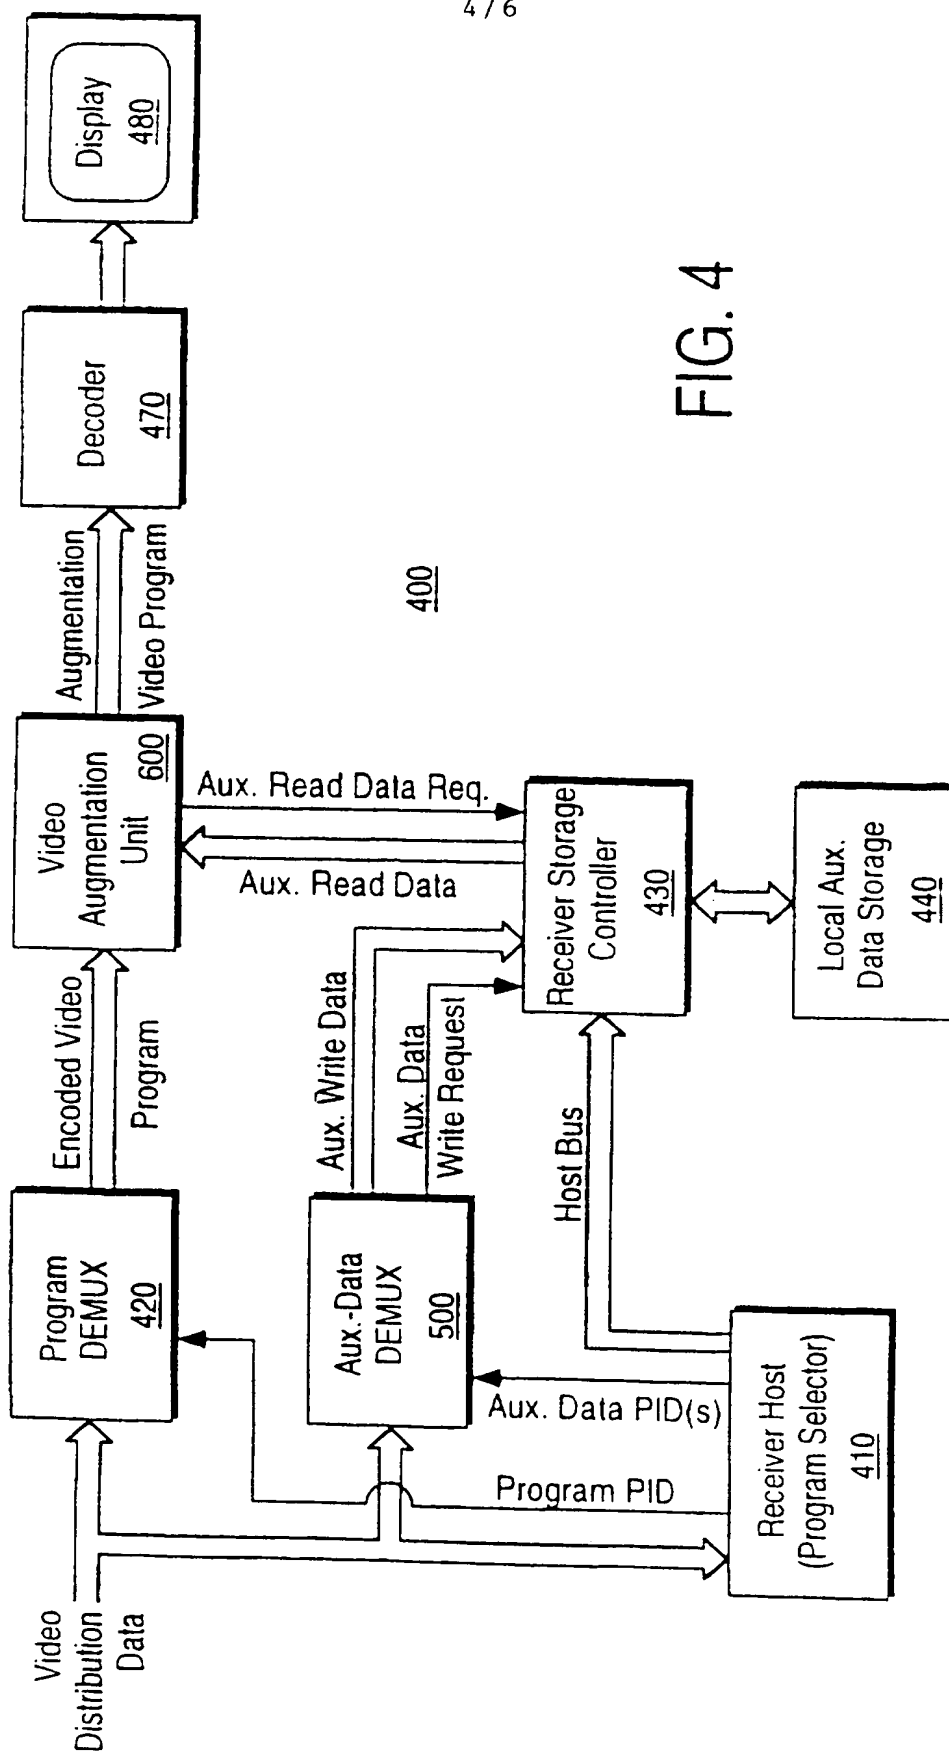 4 / 6
Video
Distribution
Data
Program
DEMUX
420
Encoded Video
Program
Video
Augmentation
Unit
600
Augmentation
Video Program
Decoder
470
Display
480
Aux.-Data
DEMUX
500
Aux. Write Data
Aux. Data
Write Request
Aux. Read Data
Aux. Read Data Req.
400
Program PID
Aux. Data PID(s)
Host Bus
Receiver Storage
Controller
430
Receiver Host
(Program Selector)
410
Local Aux.
Data Storage
440
FIG. 4